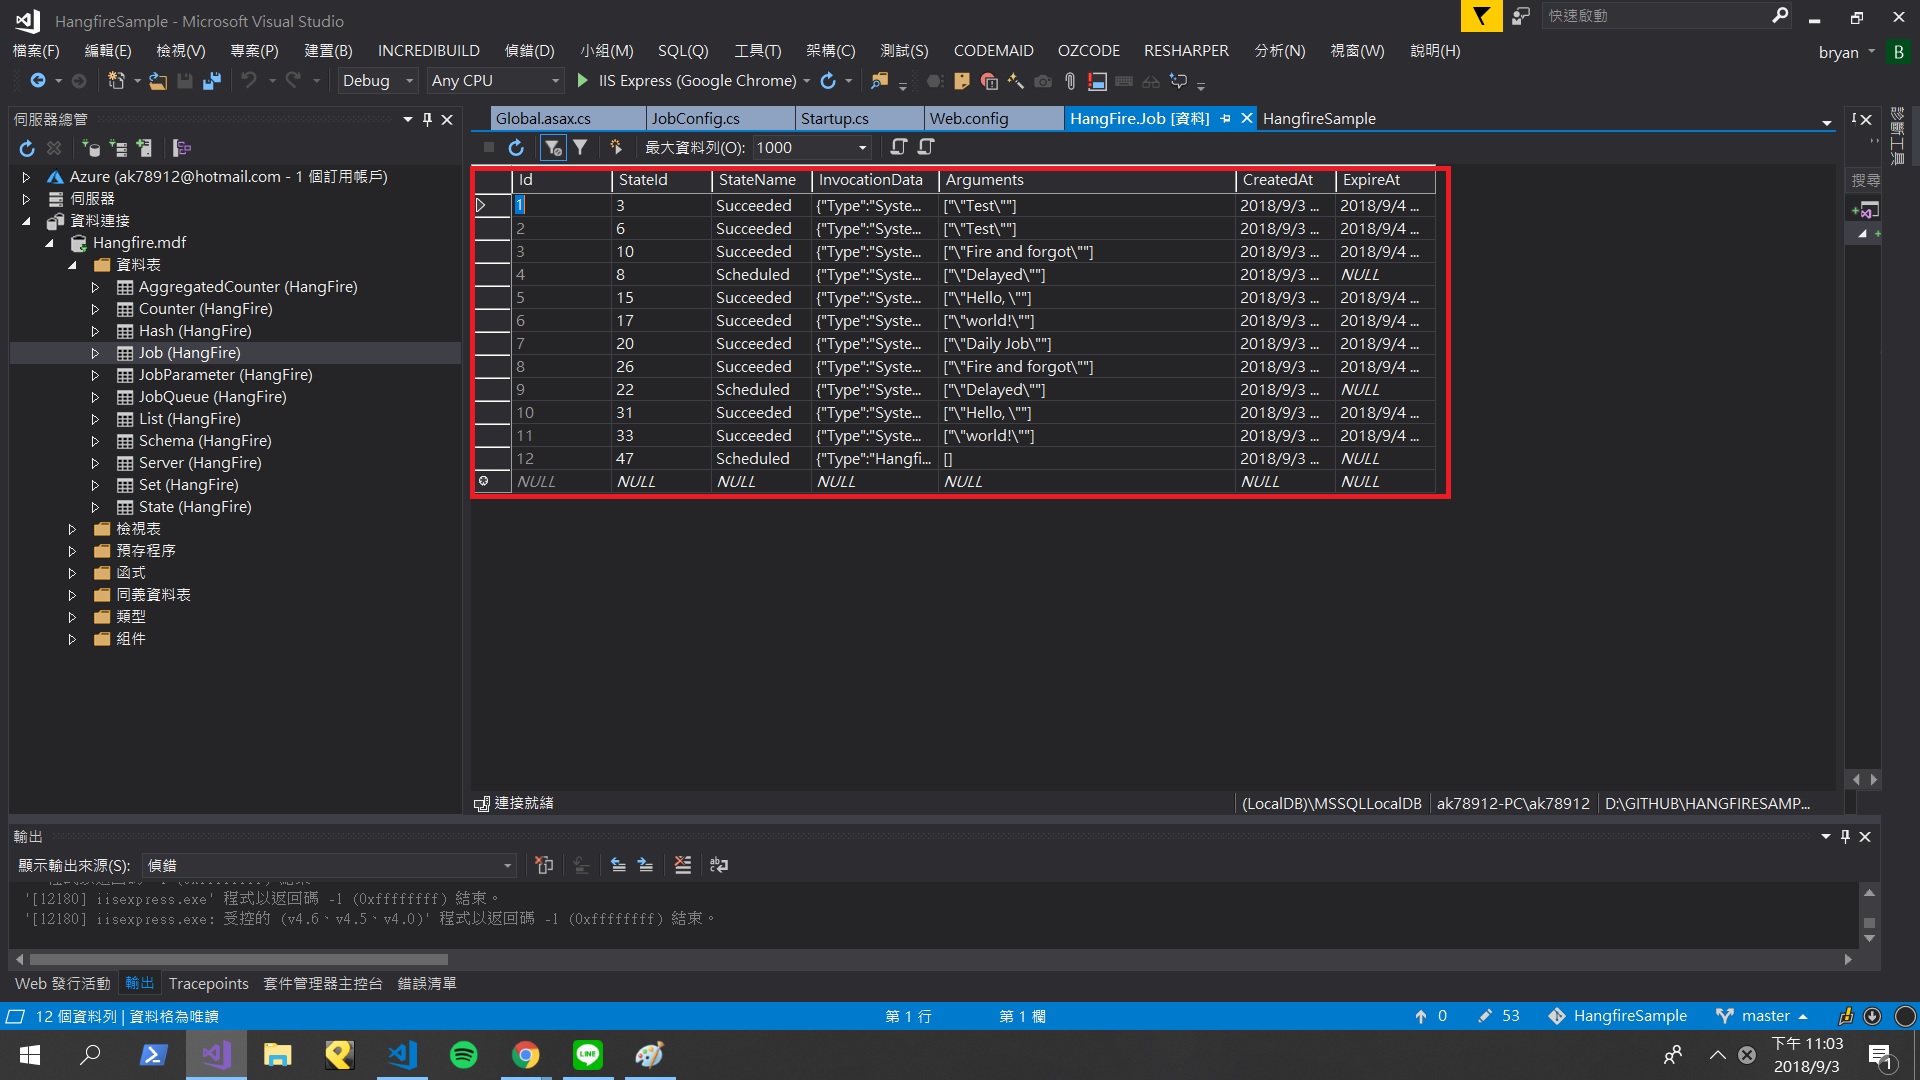 HangfireSample - Microsoft Visual Studio
快速啟動
檔案(F) 編輯(E) 檢視(V) 專案(P) 建置(B) INCREDIBUILD 偵錯(D) 小組(M) SQL(Q) 工具(T) 架構(C) 測試(S) CODEMAID OZCODE RESHARPER 分析(N) 視窗(W) 說明(H)
bryan B
Debug Any CPU IIS Express (Google Chrome)
伺服器總管
Global.asax.cs JobConfig.cs Startup.cs Web.config HangFire.Job [資料] HangfireSample
診斷工具
最大資料列(O): 1000
搜尋
Azure (ak78912@hotmail.com - 1 個訂用帳戶)
伺服器
資料連接
Hangfire.mdf
資料表
AggregatedCounter (HangFire)
Counter (HangFire)
Hash (HangFire)
Job (HangFire)
JobParameter (HangFire)
JobQueue (HangFire)
List (HangFire)
Schema (HangFire)
Server (HangFire)
Set (HangFire)
State (HangFire)
檢視表
預存程序
函式
同義資料表
類型
組件
Id StateId StateName InvocationData Arguments CreatedAt ExpireAt
1 3 Succeeded {"Type":"Syste... ["\"Test\""] 2018/9/3 ... 2018/9/4 ...
2 6 Succeeded {"Type":"Syste... ["\"Test\""] 2018/9/3 ... 2018/9/4 ...
3 10 Succeeded {"Type":"Syste... ["\"Fire and forgot\""] 2018/9/3 ... 2018/9/4 ...
4 8 Scheduled {"Type":"Syste... ["\"Delayed\""] 2018/9/3 ... NULL
5 15 Succeeded {"Type":"Syste... ["\"Hello, \""] 2018/9/3 ... 2018/9/4 ...
6 17 Succeeded {"Type":"Syste... ["\"world!\""] 2018/9/3 ... 2018/9/4 ...
7 20 Succeeded {"Type":"Syste... ["\"Daily Job\""] 2018/9/3 ... 2018/9/4 ...
8 26 Succeeded {"Type":"Syste... ["\"Fire and forgot\""] 2018/9/3 ... 2018/9/4 ...
9 22 Scheduled {"Type":"Syste... ["\"Delayed\""] 2018/9/3 ... NULL
10 31 Succeeded {"Type":"Syste... ["\"Hello, \""] 2018/9/3 ... 2018/9/4 ...
11 33 Succeeded {"Type":"Syste... ["\"world!\""] 2018/9/3 ... 2018/9/4 ...
12 47 Scheduled {"Type":"Hangfi... [] 2018/9/3 ... NULL
NULL NULL NULL NULL NULL NULL NULL
連接就緒 (LocalDB)\MSSQLLocalDB ak78912-PC\ak78912 D:\GITHUB\HANGFIRESAMP...
輸出
顯示輸出來源(S): 偵錯
'[12180] iisexpress.exe' 程式以返回碼 -1 (0xffffffff) 結束。
'[12180] iisexpress.exe: 受控的 (v4.6、v4.5、v4.0)' 程式以返回碼 -1 (0xffffffff) 結束。
Web 發行活動 輸出 Tracepoints 套件管理器主控台 錯誤清單
12 個資料列 | 資料格為唯讀 第 1 行 第 1 欄 0 53 HangfireSample master
下午 11:03
2018/9/3
1